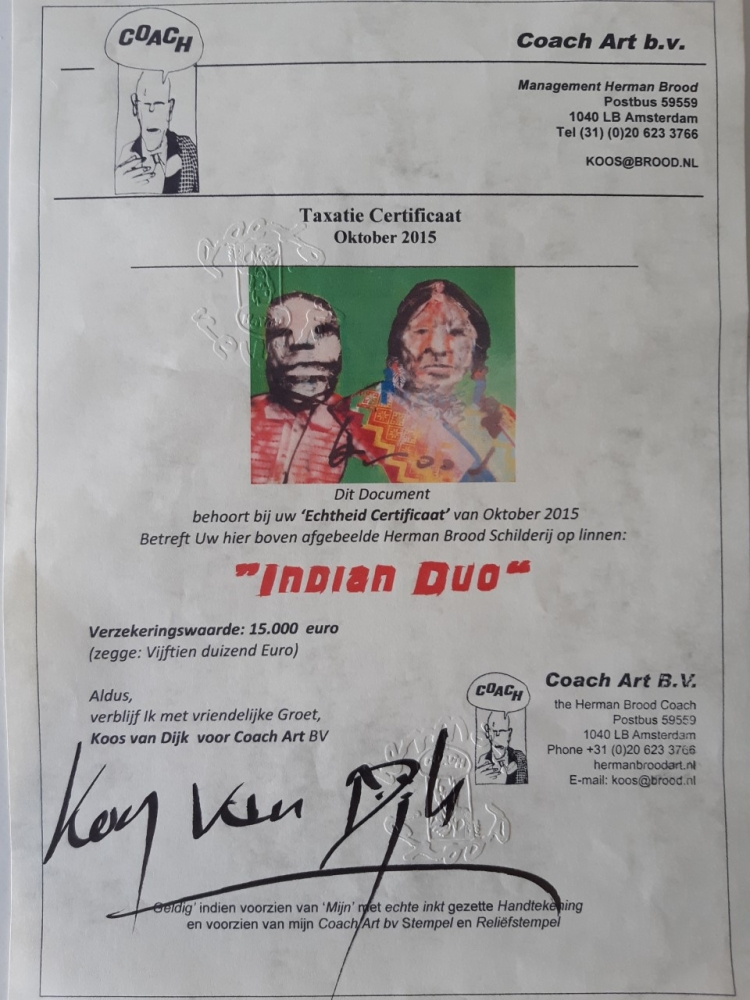 COACH
Coach Art b.v.
Management Herman Brood
Postbus 59559
1040 LB Amsterdam
Tel (31) (0)20 623 3766
KOOS@BROOD.NL
Taxatie Certificaat
Oktober 2015
Brood
Dit Document
behoort bij uw ‘Echtheid Certificaat’ van Oktober 2015
Betreft Uw hier boven afgebeelde Herman Brood Schilderij op linnen:
”Indian Duo“
Verzekeringswaarde: 15.000 euro
(zegge: Vijftien duizend Euro)
Aldus,
verblijf Ik met vriendelijke Groet,
Koos van Dijk voor Coach Art BV
COACH
Coach Art B.V.
the Herman Brood Coach
Postbus 59559
1040 LB Amsterdam
Phone +31 (0)20 623 3766
hermanbroodart.nl
E-mail: koos@brood.nl
Koos van Dijk
Geldig’ indien voorzien van ‘Mijn’ met echte inkt gezette Handtekening
en voorzien van mijn Coach Art bv Stempel en Reliëfstempel